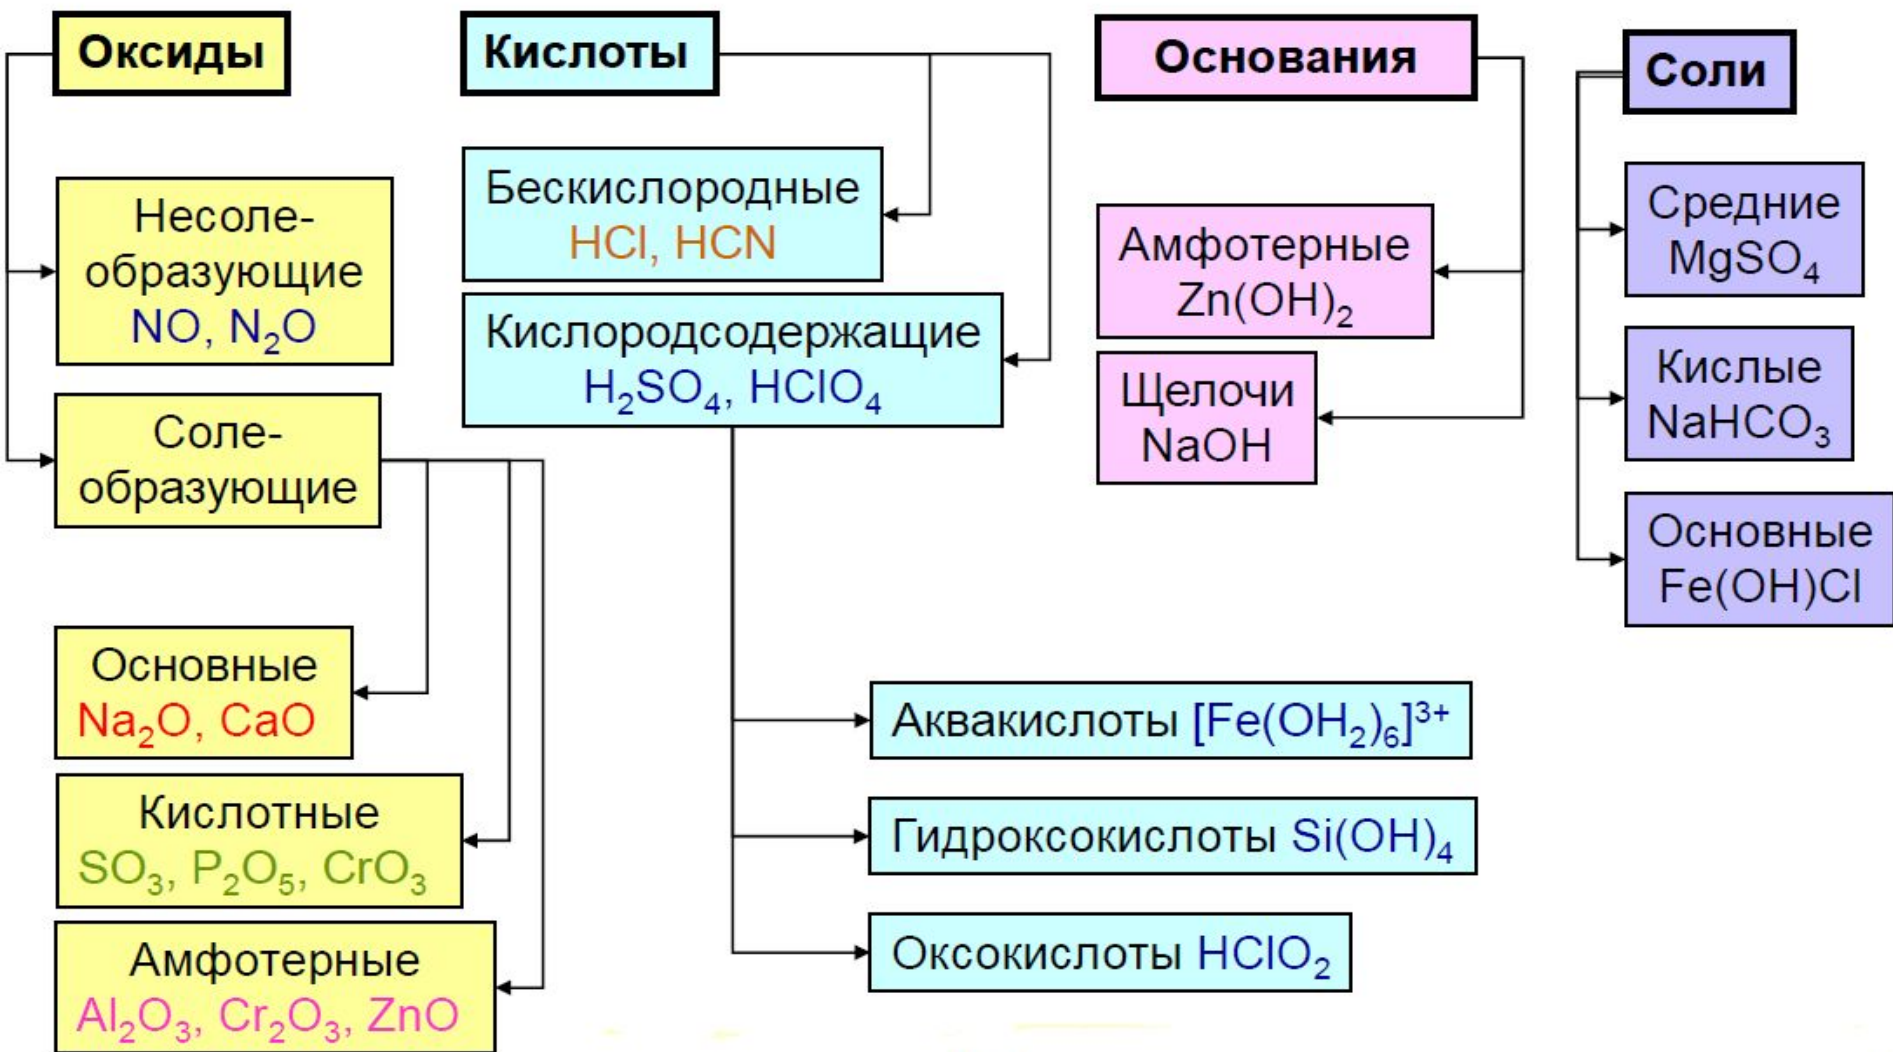 Оксиды
Несоле-
образующие
NO, N₂O
Соле-
образующие
Основные
Na₂O, CaO
Кислотные
SO₃, P₂O₅, CrO₃
Амфотерные
Al₂O₃, Cr₂O₃, ZnO
Кислоты
Бескислородные
HCl, HCN
Кислородсодержащие
H₂SO₄, HClO₄
Аквакислоты [Fe(OH₂)₆]³⁺
Гидроксокислоты Si(OH)₄
Оксокислоты HClO₂
Основания
Амфотерные
Zn(OH)₂
Щелочи
NaOH
Соли
Средние
MgSO₄
Кислые
NaHCO₃
Основные
Fe(OH)Cl